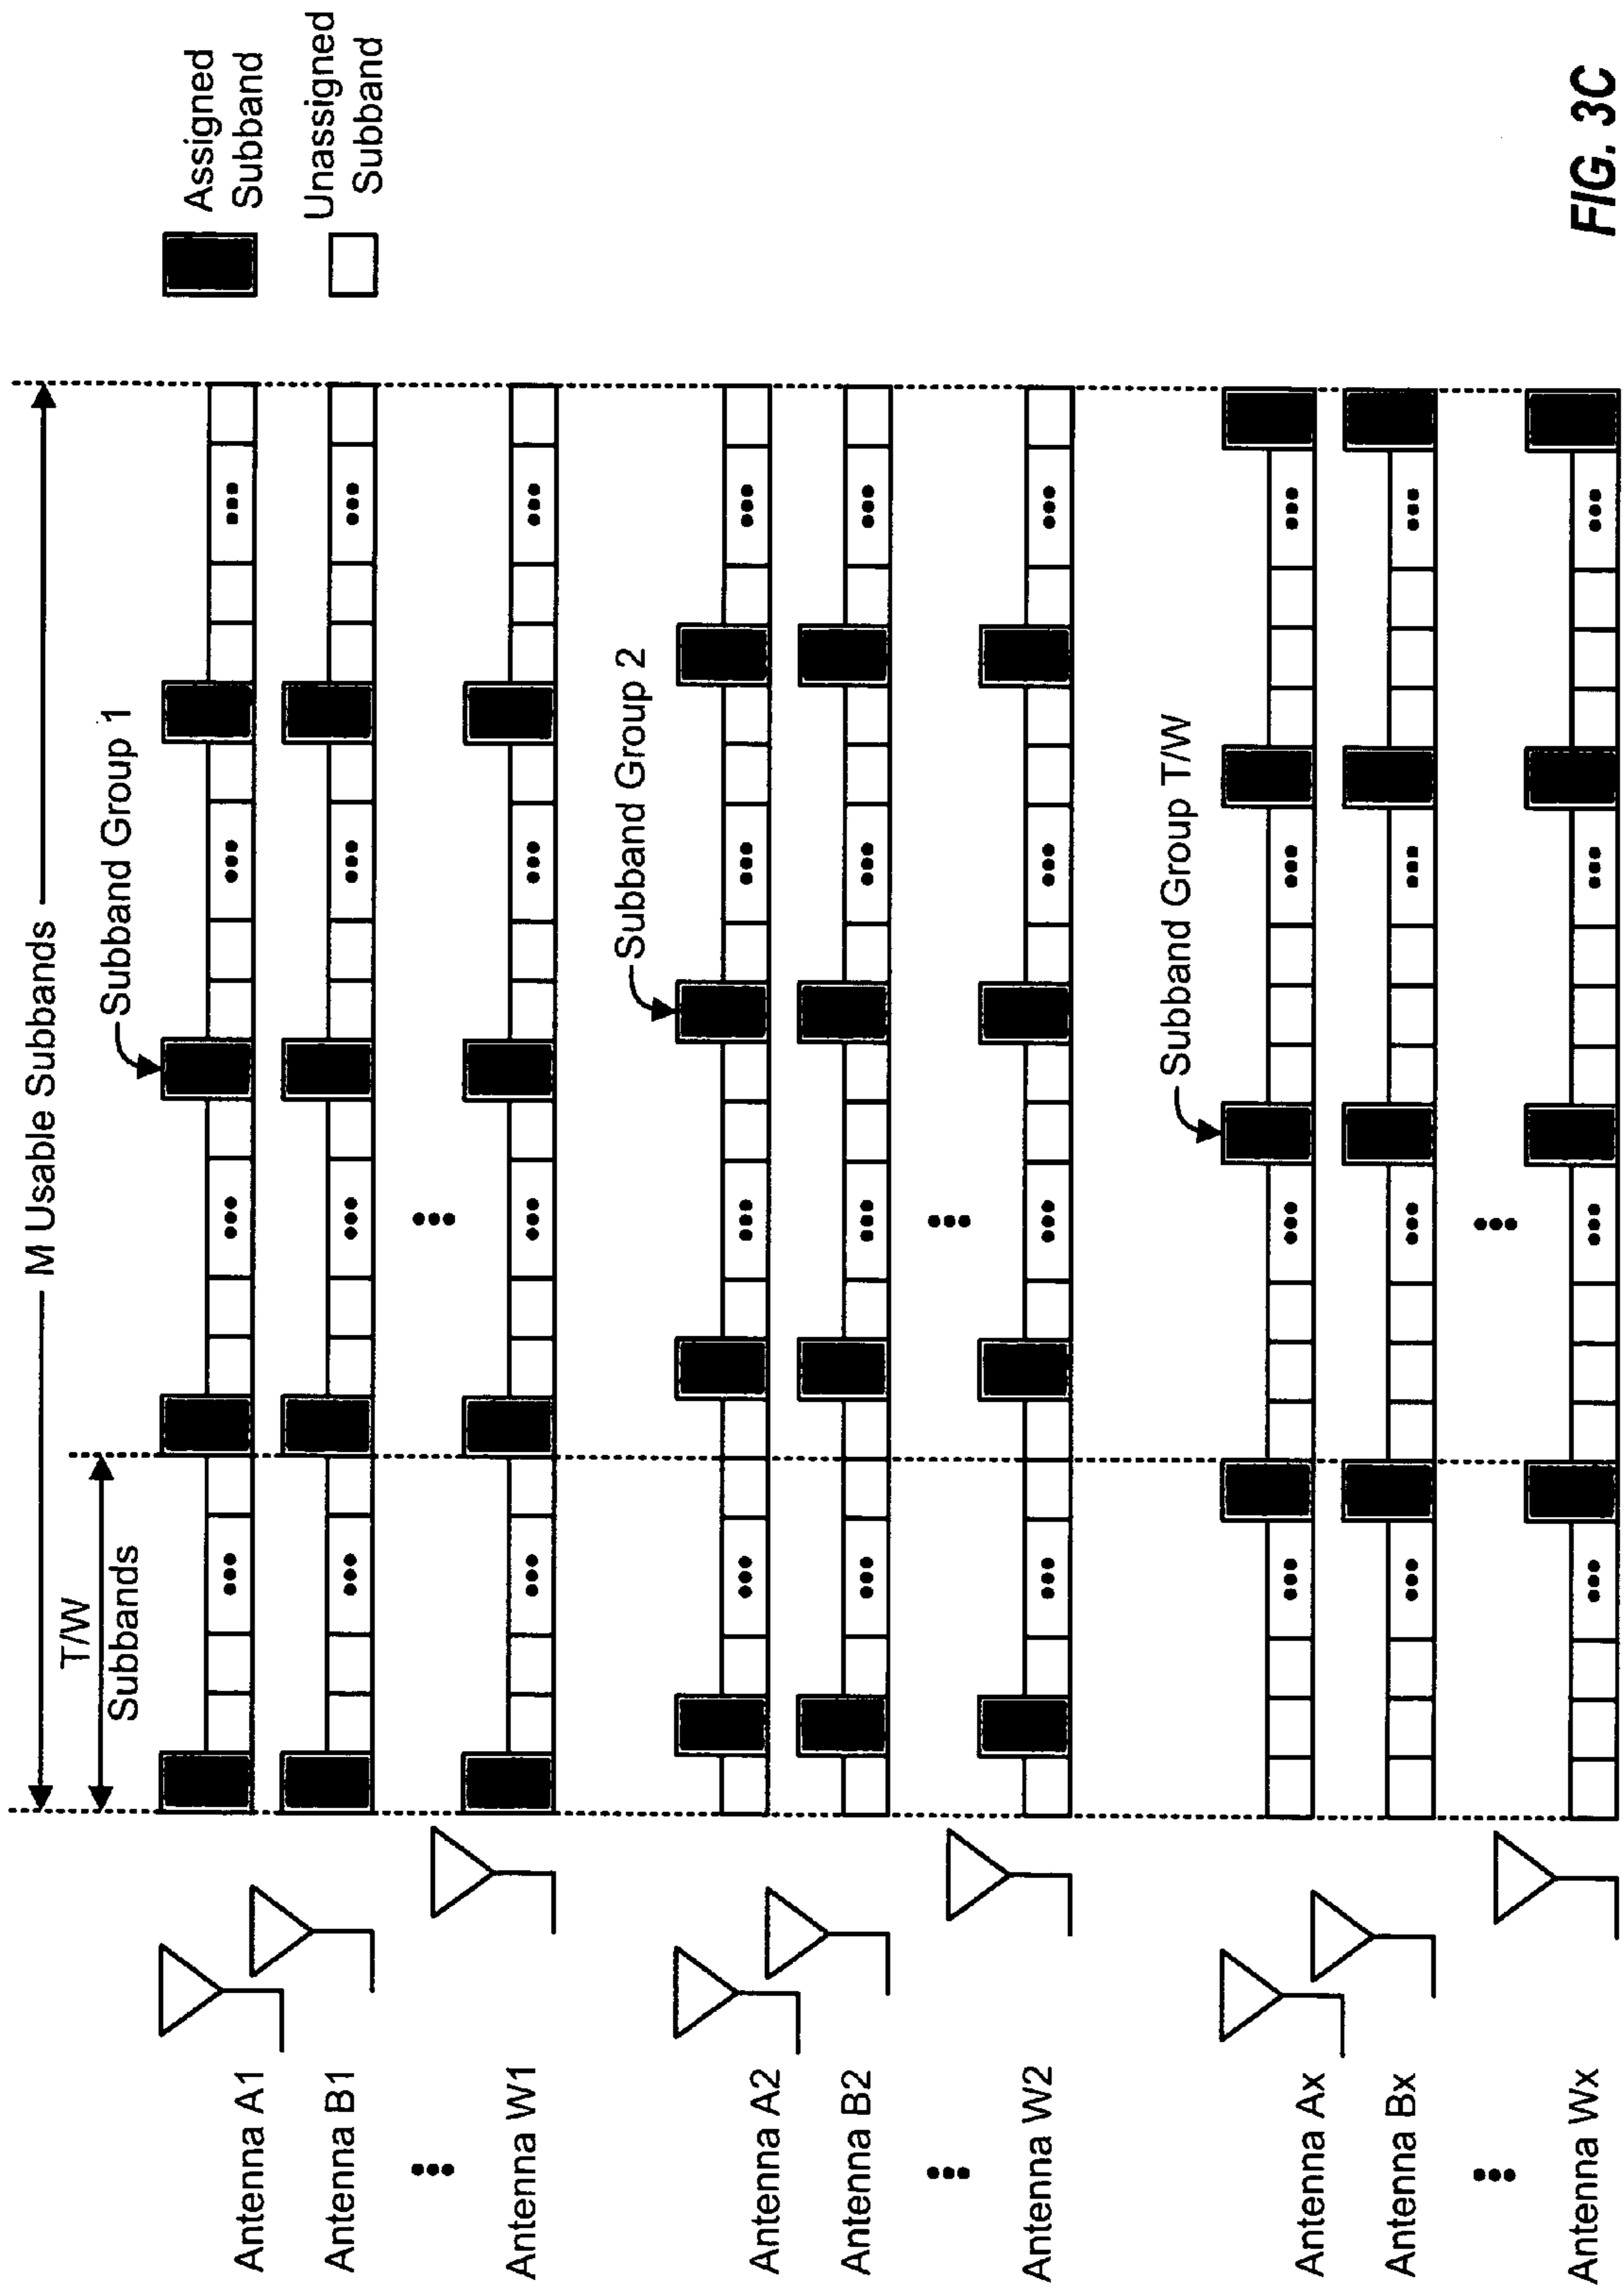 M Usable Subbands
T/W
Subbands
Assigned
Subband
Unassigned
Subband
Subband Group 1
Antenna A1
•••
•••
•••
•••
Antenna B1
•••
•••
•••
•••
•••
•••
Antenna W1
•••
•••
•••
•••
Subband Group 2
Antenna A2
•••
•••
•••
•••
Antenna B2
•••
•••
•••
•••
•••
•••
Antenna W2
•••
•••
•••
•••
Subband Group T/W
Antenna Ax
•••
•••
•••
•••
Antenna Bx
•••
•••
•••
•••
•••
•••
Antenna Wx
•••
•••
•••
•••
FIG. 3C